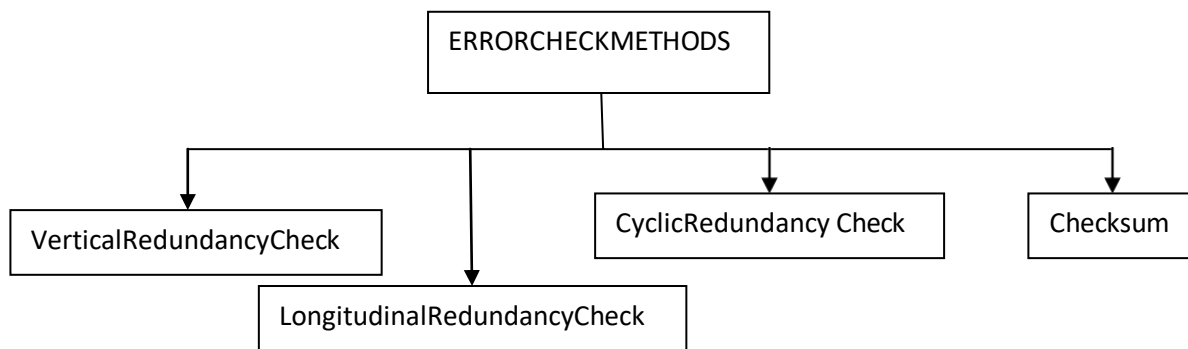 ERRORCHECKMETHODS
VerticalRedundancyCheck
LongitudinalRedundancyCheck
CyclicRedundancy Check
Checksum